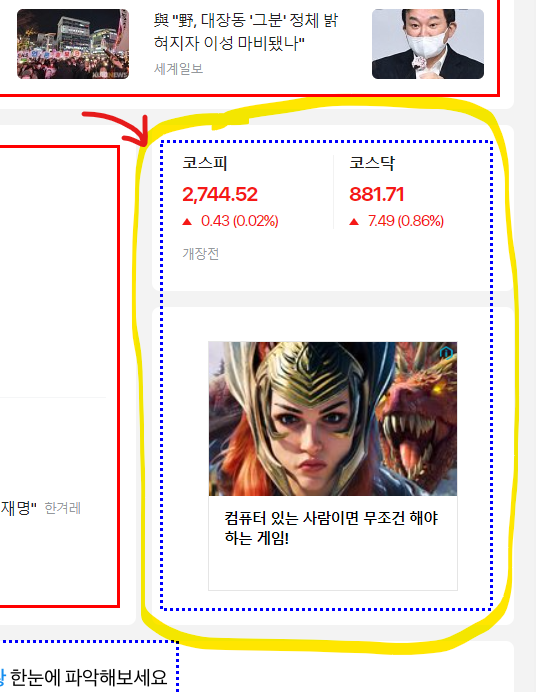 與 "野, 대장동 '그분' 정체 밝
혀지자 이성 마비됐나"
세계일보
코스피
2,744.52
▲ 0.43 (0.02%)
개장전
코스닥
881.71
▲ 7.49 (0.86%)
재명" 한겨레
컴퓨터 있는 사람이면 무조건 해야
하는 게임!
한눈에 파악해보세요